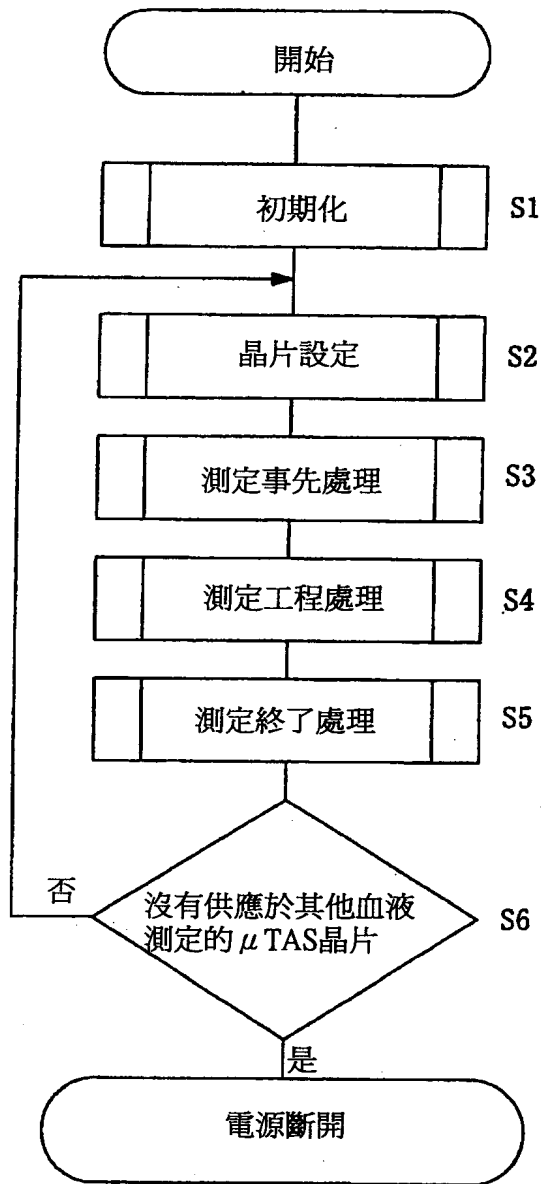 開始
初期化 S1
晶片設定 S2
測定事先處理 S3
測定工程處理 S4
測定終了處理 S5
否
沒有供應於其他血液
測定的μTAS晶片
S6
是
電源斷開